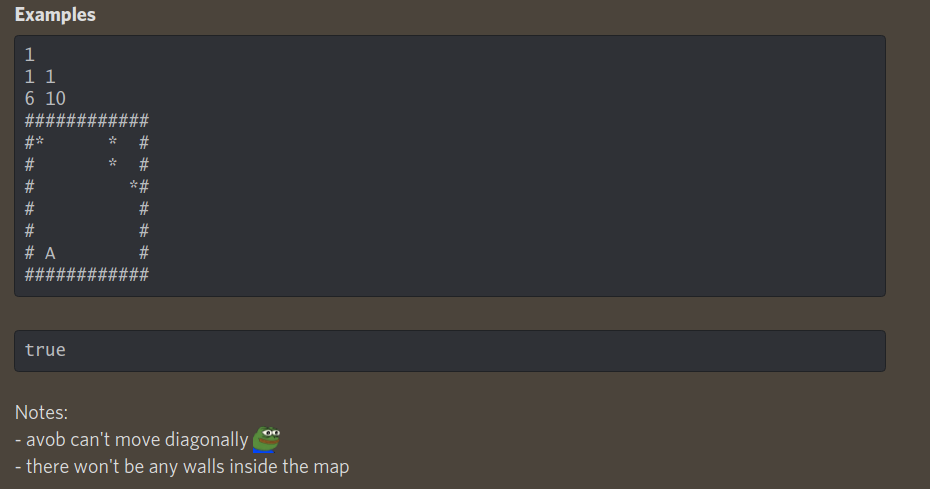 Examples
1
1 1
6 10
############
#*      *  #
#       *  #
#         *#
#          #
#          #
# A        #
############
true
Notes:
- avob can't move diagonally
- there won't be any walls inside the map